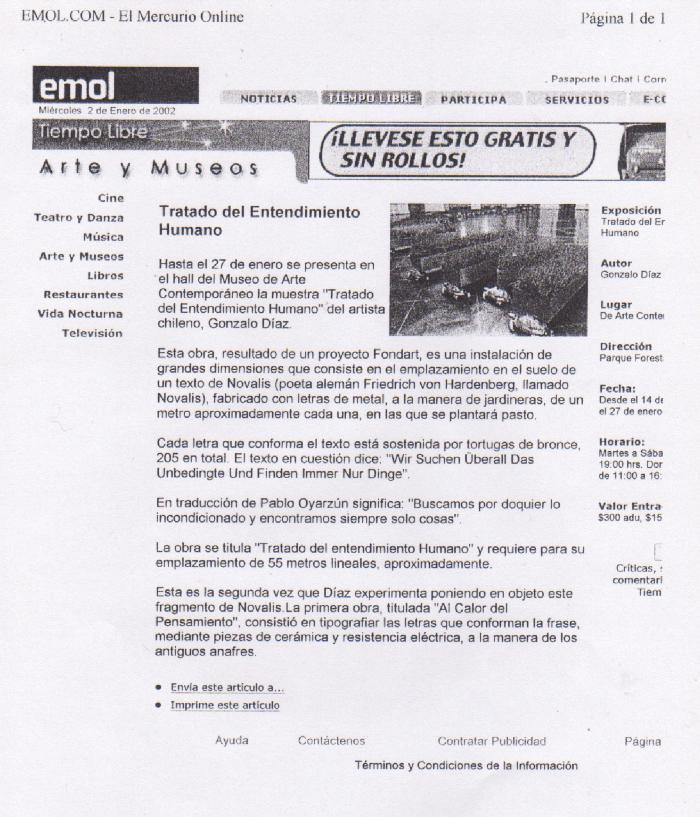 EMOL.COM - El Mercurio Online
Página 1 de 1
emol
Miércoles 2 de Enero de 2002
. Pasaporte | Chat | Corr
NOTICIAS
TIEMPO LIBRE
PARTICIPA
SERVICIOS
Tiempo Libre
Arte y Museos
¡LLEVESE ESTO GRATIS Y
SIN ROLLOS!
Cine
Teatro y Danza
Música
Arte y Museos
Libros
Restaurantes
Vida Nocturna
Televisión
Tratado del Entendimiento
Humano
Hasta el 27 de enero se presenta en
el hall del Museo de Arte
Contemporáneo la muestra "Tratado
del Entendimiento Humano" del artista
chileno, Gonzalo Díaz.
Esta obra, resultado de un proyecto Fondart, es una instalación de
grandes dimensiones que consiste en el emplazamiento en el suelo de
un texto de Novalis (poeta alemán Friedrich von Hardenberg, llamado
Novalis), fabricado con letras de metal, a la manera de jardineras, de un
metro aproximadamente cada una, en las que se plantará pasto.
Cada letra que conforma el texto está sostenida por tortugas de bronce,
205 en total. El texto en cuestión dice: "Wir Suchen Überall Das
Unbedingte Und Finden Immer Nur Dinge".
En traducción de Pablo Oyarzún significa: "Buscamos por doquier lo
incondicionado y encontramos siempre solo cosas".
La obra se titula "Tratado del entendimiento Humano" y requiere para su
emplazamiento de 55 metros lineales, aproximadamente.
Esta es la segunda vez que Díaz experimenta poniendo en objeto este
fragmento de Novalis.La primera obra, titulada "Al Calor del
Pensamiento", consistió en tipografiar las letras que conforman la frase,
mediante piezas de cerámica y resistencia eléctrica, a la manera de los
antiguos anafres.
Envía este articulo a...
Imprime este articulo
Exposición
Tratado del Er
Humano
Autor
Gonzalo Díaz
Lugar
De Arte Conte
Dirección
Parque Forest
Fecha:
Desde el 14 de
el 27 de enero
Horario:
Martes a Sába
19:00 hrs. Dor
de 11:00 a 16:
Valor Entra
$300 adu, $15
Críticas,
comentari
Tiem
Ayuda
Contáctenos
Contratar Publicidad
Página
Términos y Condiciones de la Información